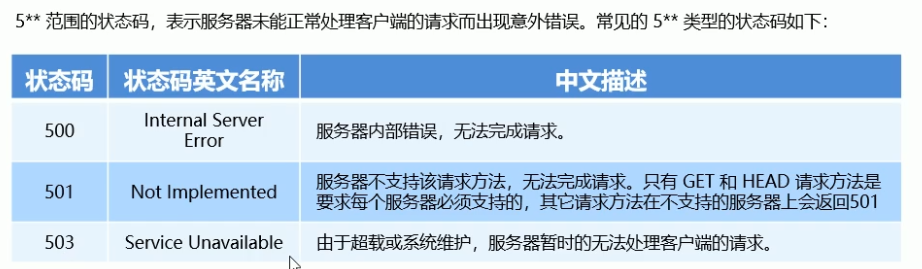 5** 范围的状态码，表示服务器未能正常处理客户端的请求而出现意外错误。常见的 5** 类型的状态码如下：
状态码 状态码英文名称 中文描述
500 Internal Server Error 服务器内部错误，无法完成请求。
501 Not Implemented 服务器不支持该请求方法，无法完成请求。只有 GET 和 HEAD 请求方法是
要求每个服务器必须支持的，其它请求方法在不支持的服务器上会返回501
503 Service Unavailable 由于超载或系统维护，服务器暂时的无法处理客户端的请求。